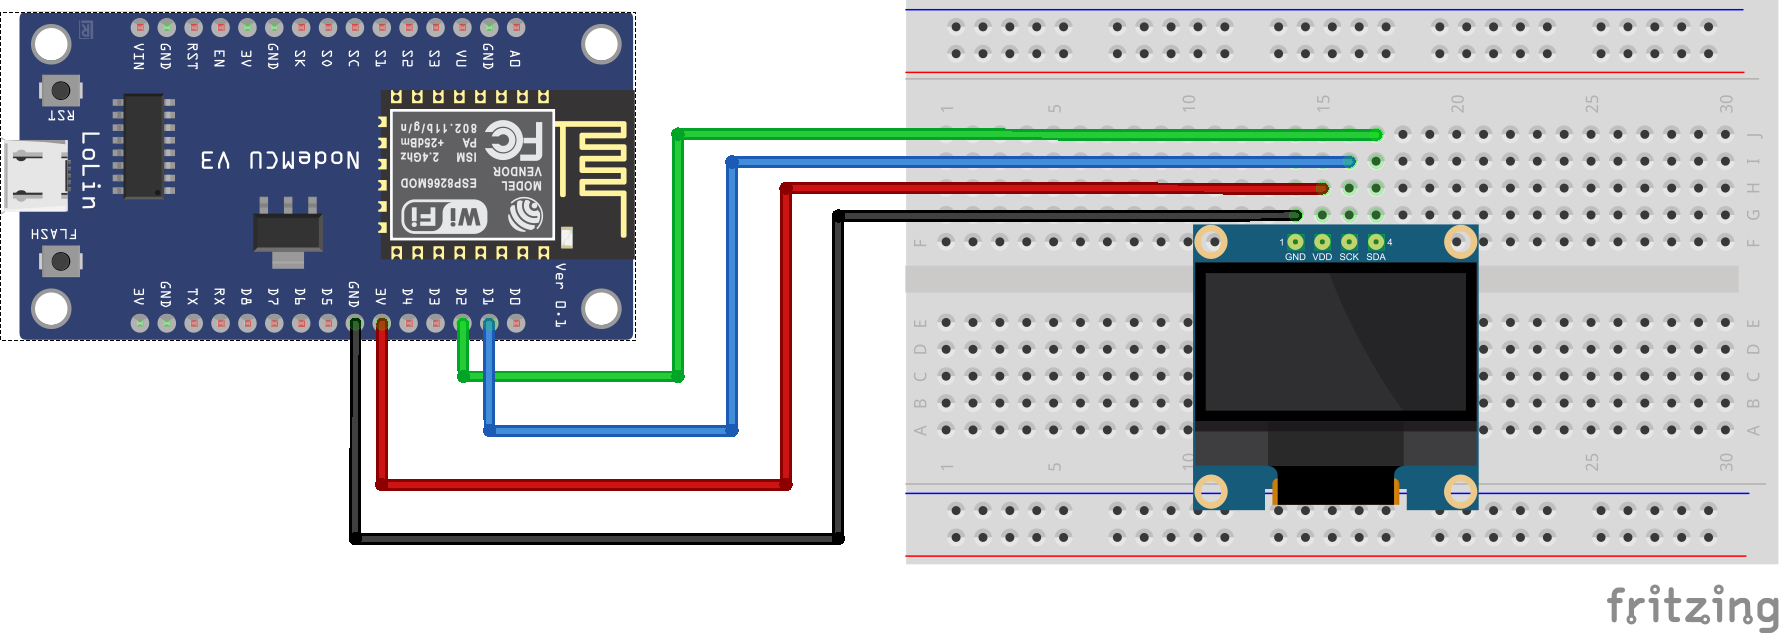 VIN GND RST EN 3V GND SK SO SC S1 S2 S3 VU GND AO
RST
LoLin
NodeMCU V3
FLASH
802.11b/g/n
PA +25dBm
ISM 2.4GHz
FC
MODEL
VENDOR
ESP8266MOD
WiFi
Ver 0.1
3V GND TX RX D8 D7 D6 D5 GND 3V D4 D3 D2 D1 D0
1 5 10 15 20 25 30
J J
I I
H H
G G
F F
1 4
GND VDD SCK SDA
E E
D D
C C
B B
A A
1 5 10 25 30
fritzing